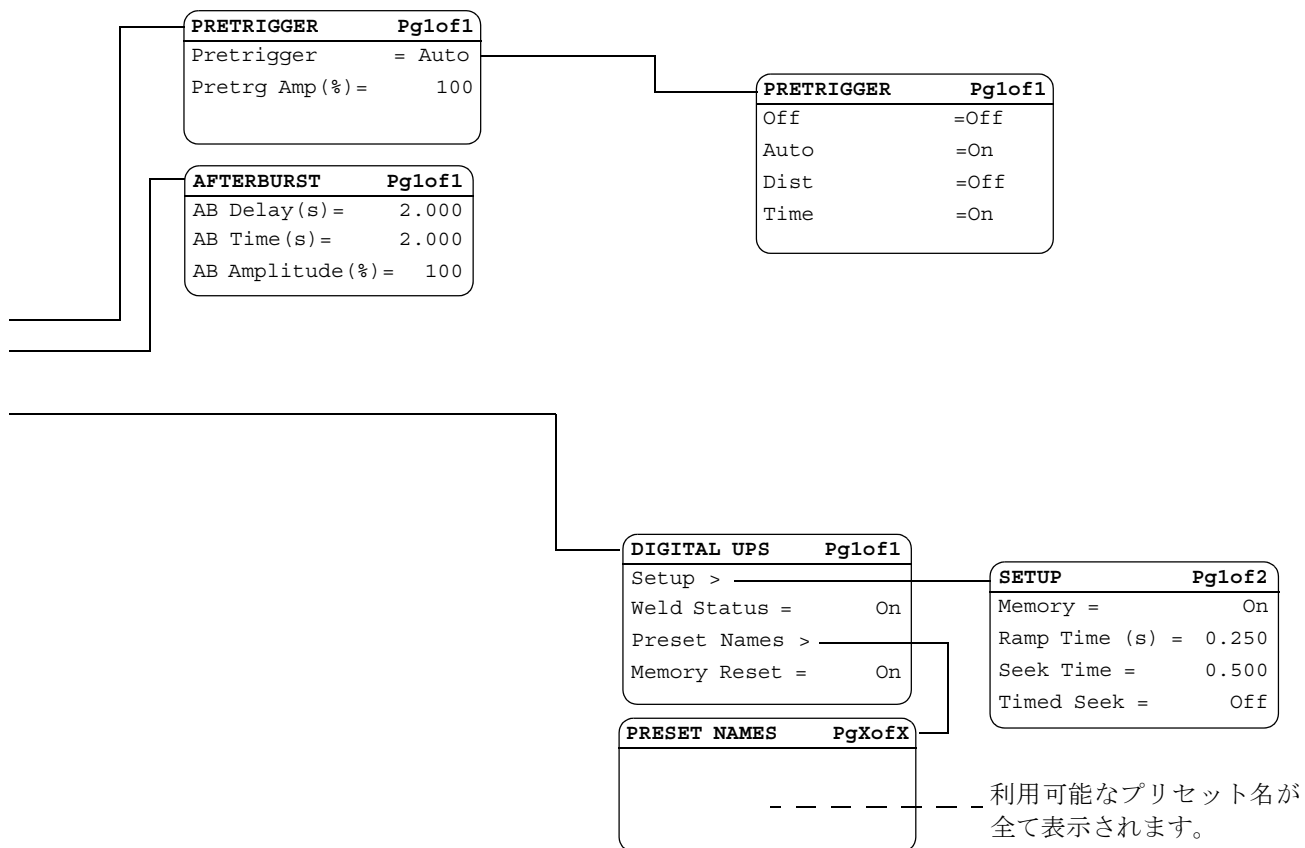 PRETRIGGER Pg1of1
Pretrigger = Auto
Pretrg Amp(%)= 100
PRETRIGGER Pg1of1
Off =Off
Auto =On
Dist =Off
Time =On
AFTERBURST Pg1of1
AB Delay(s)= 2.000
AB Time(s)= 2.000
AB Amplitude(%)= 100
DIGITAL UPS Pg1of1
Setup >
Weld Status = On
Preset Names >
Memory Reset = On
SETUP Pg1of2
Memory = On
Ramp Time (s) = 0.250
Seek Time = 0.500
Timed Seek = Off
PRESET NAMES PgXofX
利用可能なプリセット名が
全て表示されます。